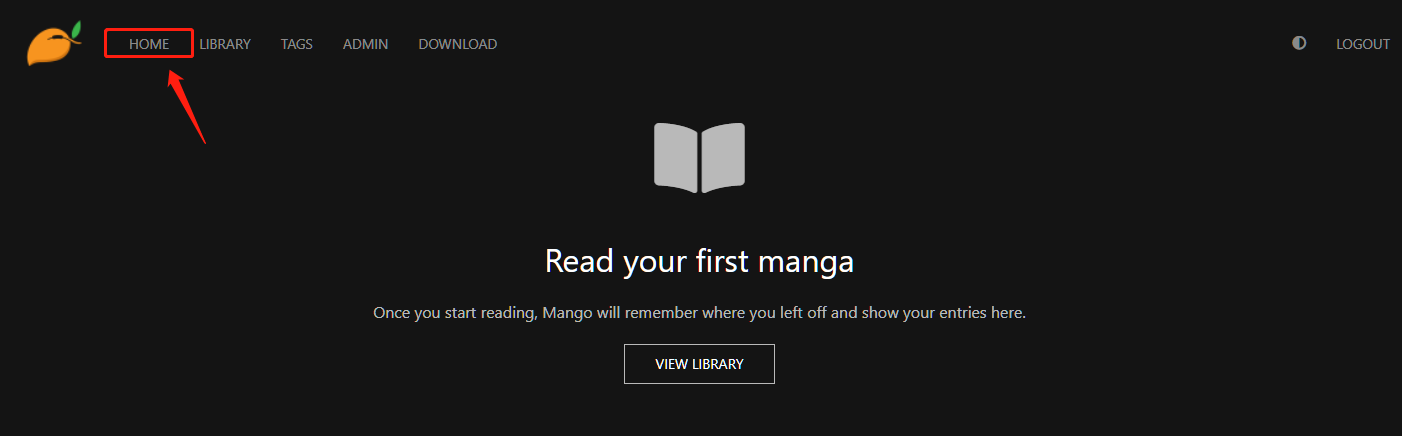 HOME LIBRARY TAGS ADMIN DOWNLOAD LOGOUT
Read your first manga
Once you start reading, Mango will remember where you left off and show your entries here.
VIEW LIBRARY